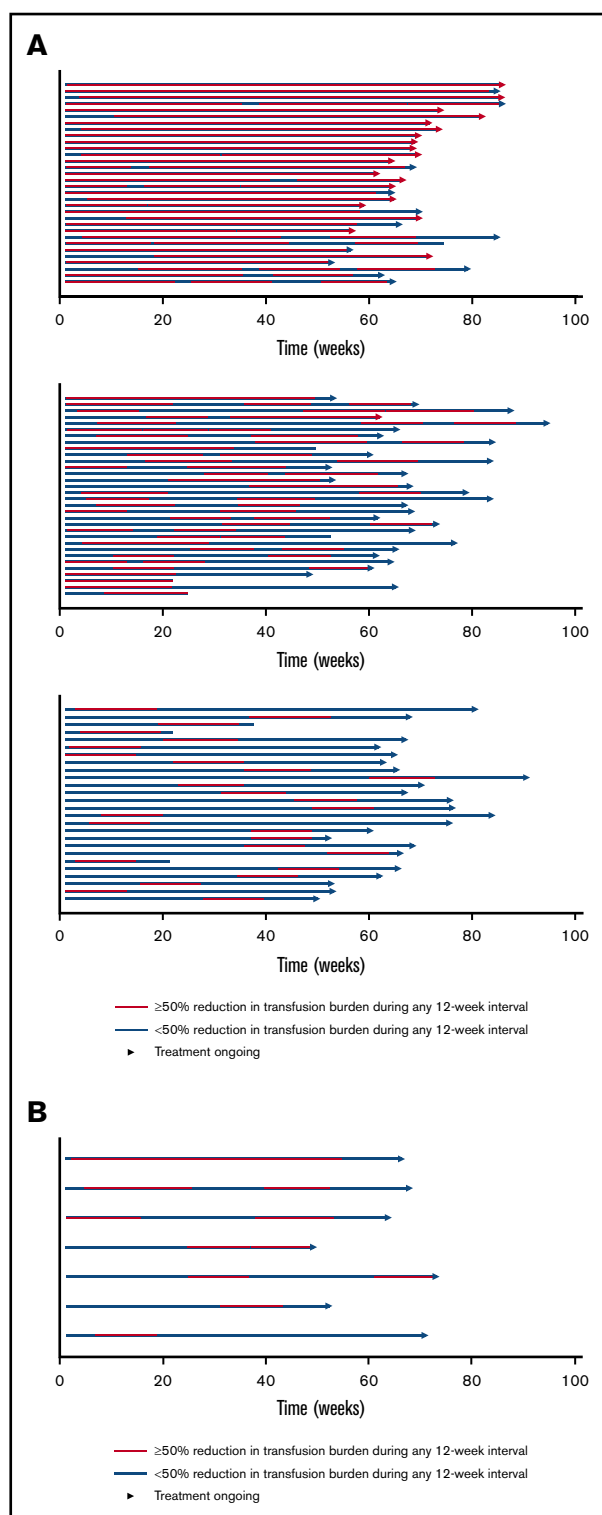 A
0 20 40 60 80 100
Time (weeks)
0 20 40 60 80 100
Time (weeks)
0 20 40 60 80 100
Time (weeks)
≥50% reduction in transfusion burden during any 12-week interval
<50% reduction in transfusion burden during any 12-week interval
Treatment ongoing
B
0 20 40 60 80 100
Time (weeks)
≥50% reduction in transfusion burden during any 12-week interval
<50% reduction in transfusion burden during any 12-week interval
Treatment ongoing